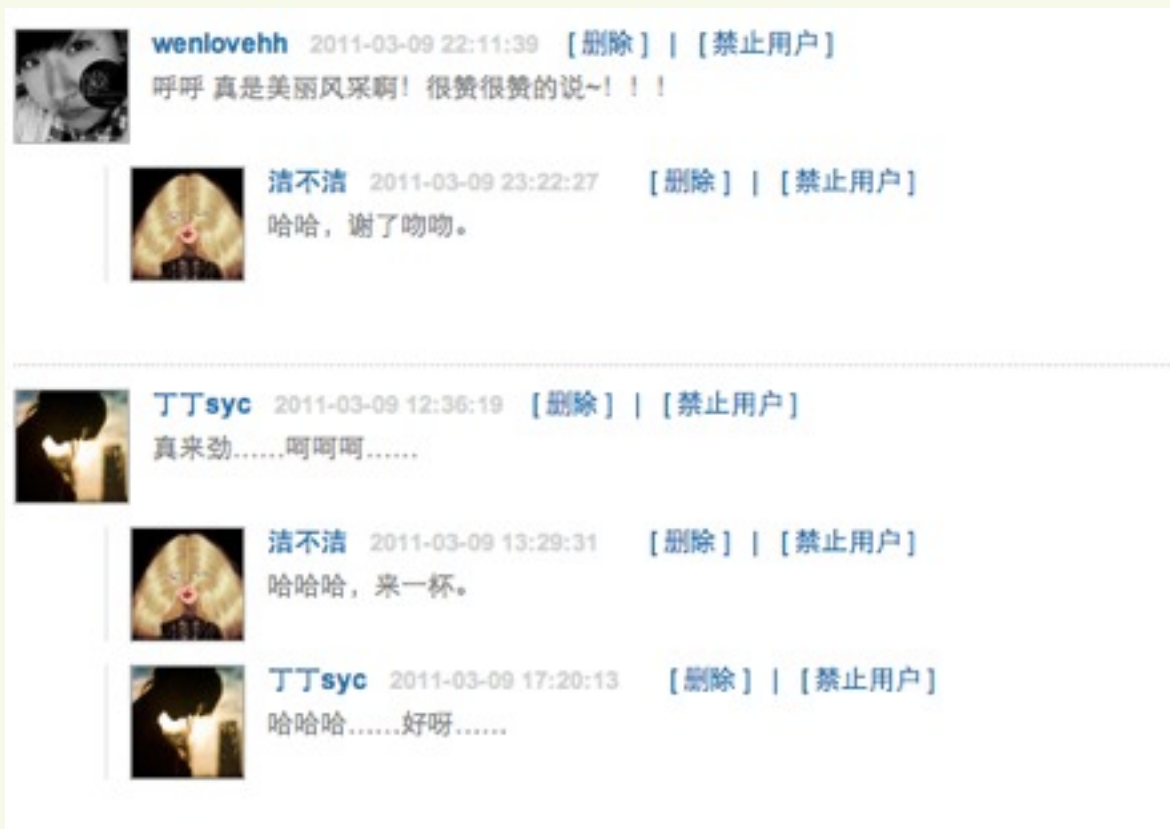 wenlovehh 2011-03-09 22:11:39 [删除] | [禁止用户]
呼呼 真是美丽风采啊！很赞很赞的说~！！！
洁不洁 2011-03-09 23:22:27 [删除] | [禁止用户]
哈哈，谢了吻吻。
丁丁syc 2011-03-09 12:36:19 [删除] | [禁止用户]
真来劲……呵呵呵……
洁不洁 2011-03-09 13:29:31 [删除] | [禁止用户]
哈哈哈，来一杯。
丁丁syc 2011-03-09 17:20:13 [删除] | [禁止用户]
哈哈哈……好呀……